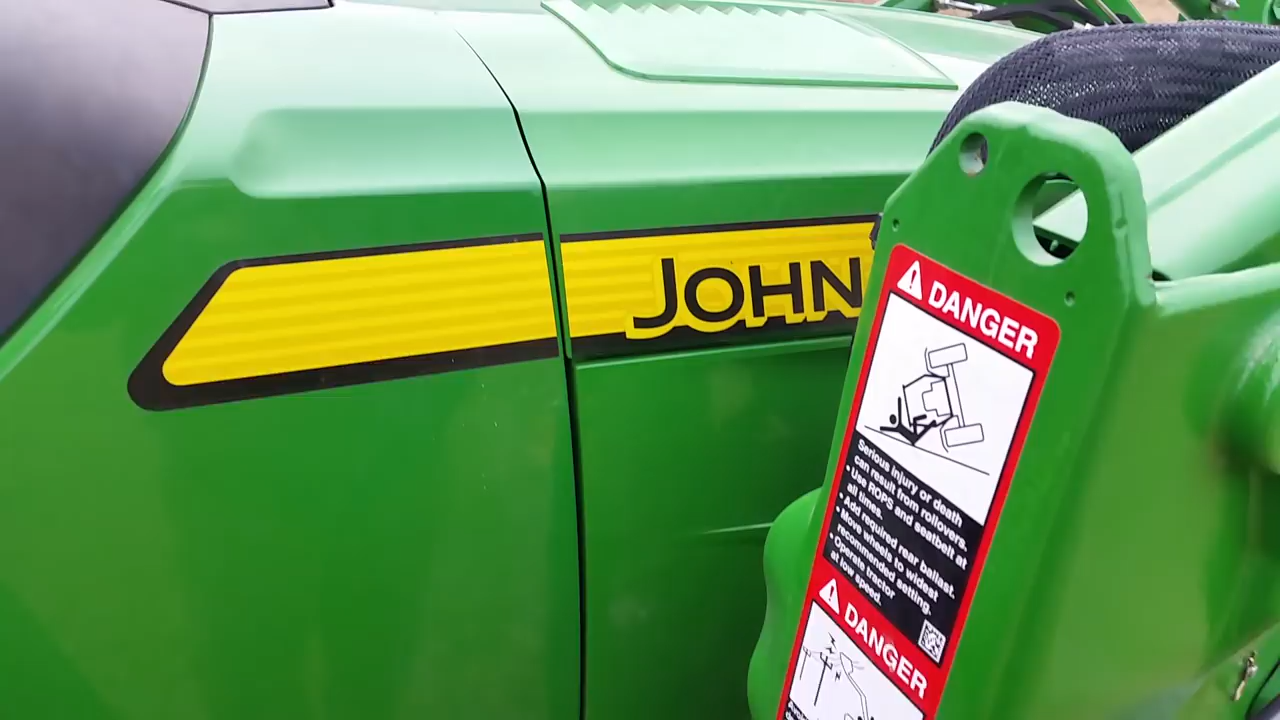 JOHN
DANGER
Serious injury or death
can result from rollovers.
• Use ROPS and seatbelt at
all times.
• Add required rear ballast.
• Move wheels to widest
recommended setting.
• Operate tractor
at low speed.
DANGER